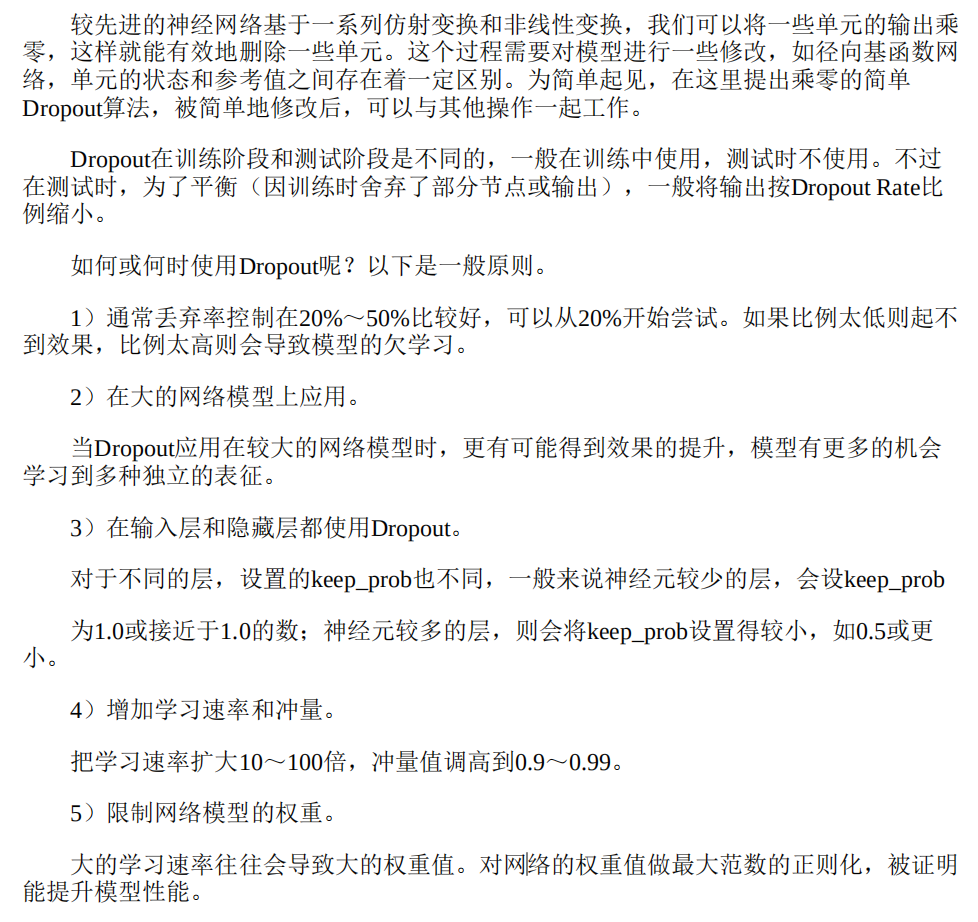 较先进的神经网络基于一系列仿射变换和非线性变换，我们可以将一些单元的输出乘
零，这样就能有效地删除一些单元。这个过程需要对模型进行一些修改，如径向基函数网
络，单元的状态和参考值之间存在着一定区别。为简单起见，在这里提出乘零的简单
Dropout算法，被简单地修改后，可以与其他操作一起工作。
Dropout在训练阶段和测试阶段是不同的，一般在训练中使用，测试时不使用。不过
在测试时，为了平衡（因训练时舍弃了部分节点或输出），一般将输出按Dropout Rate比
例缩小。
如何或何时使用Dropout呢？以下是一般原则。
1）通常丢弃率控制在20%～50%比较好，可以从20%开始尝试。如果比例太低则起不
到效果，比例太高则会导致模型的欠学习。
2）在大的网络模型上应用。
当Dropout应用在较大的网络模型时，更有可能得到效果的提升，模型有更多的机会
学习到多种独立的表征。
3）在输入层和隐藏层都使用Dropout。
对于不同的层，设置的keep_prob也不同，一般来说神经元较少的层，会设keep_prob
为1.0或接近于1.0的数；神经元较多的层，则会将keep_prob设置得较小，如0.5或更
小。
4）增加学习速率和冲量。
把学习速率扩大10～100倍，冲量值调高到0.9～0.99。
5）限制网络模型的权重。
大的学习速率往往会导致大的权重值。对网络的权重值做最大范数的正则化，被证明
能提升模型性能。